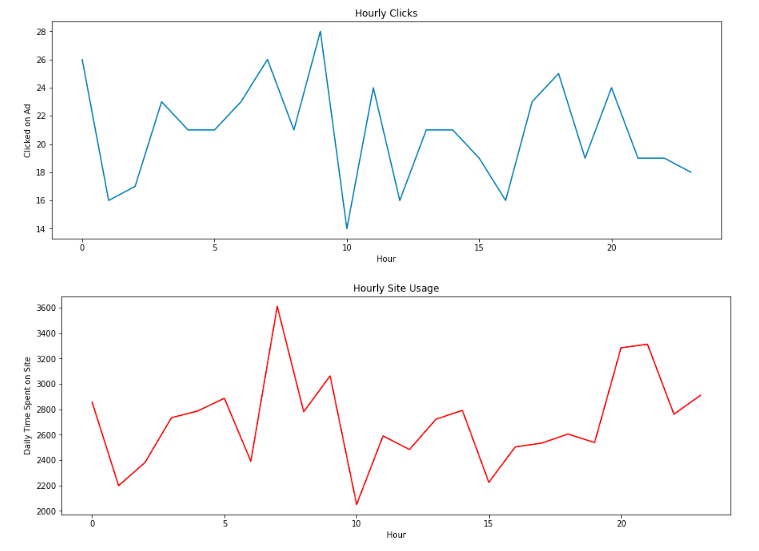 Hourly Clicks
28
26
24
22
20
18
16
14
Clicked on Ad
0 5 10 15 20
Hour
Hourly Site Usage
3600
3400
3200
3000
2800
2600
2400
2200
2000
Daily Time Spent on Site
0 5 10 15 20
Hour